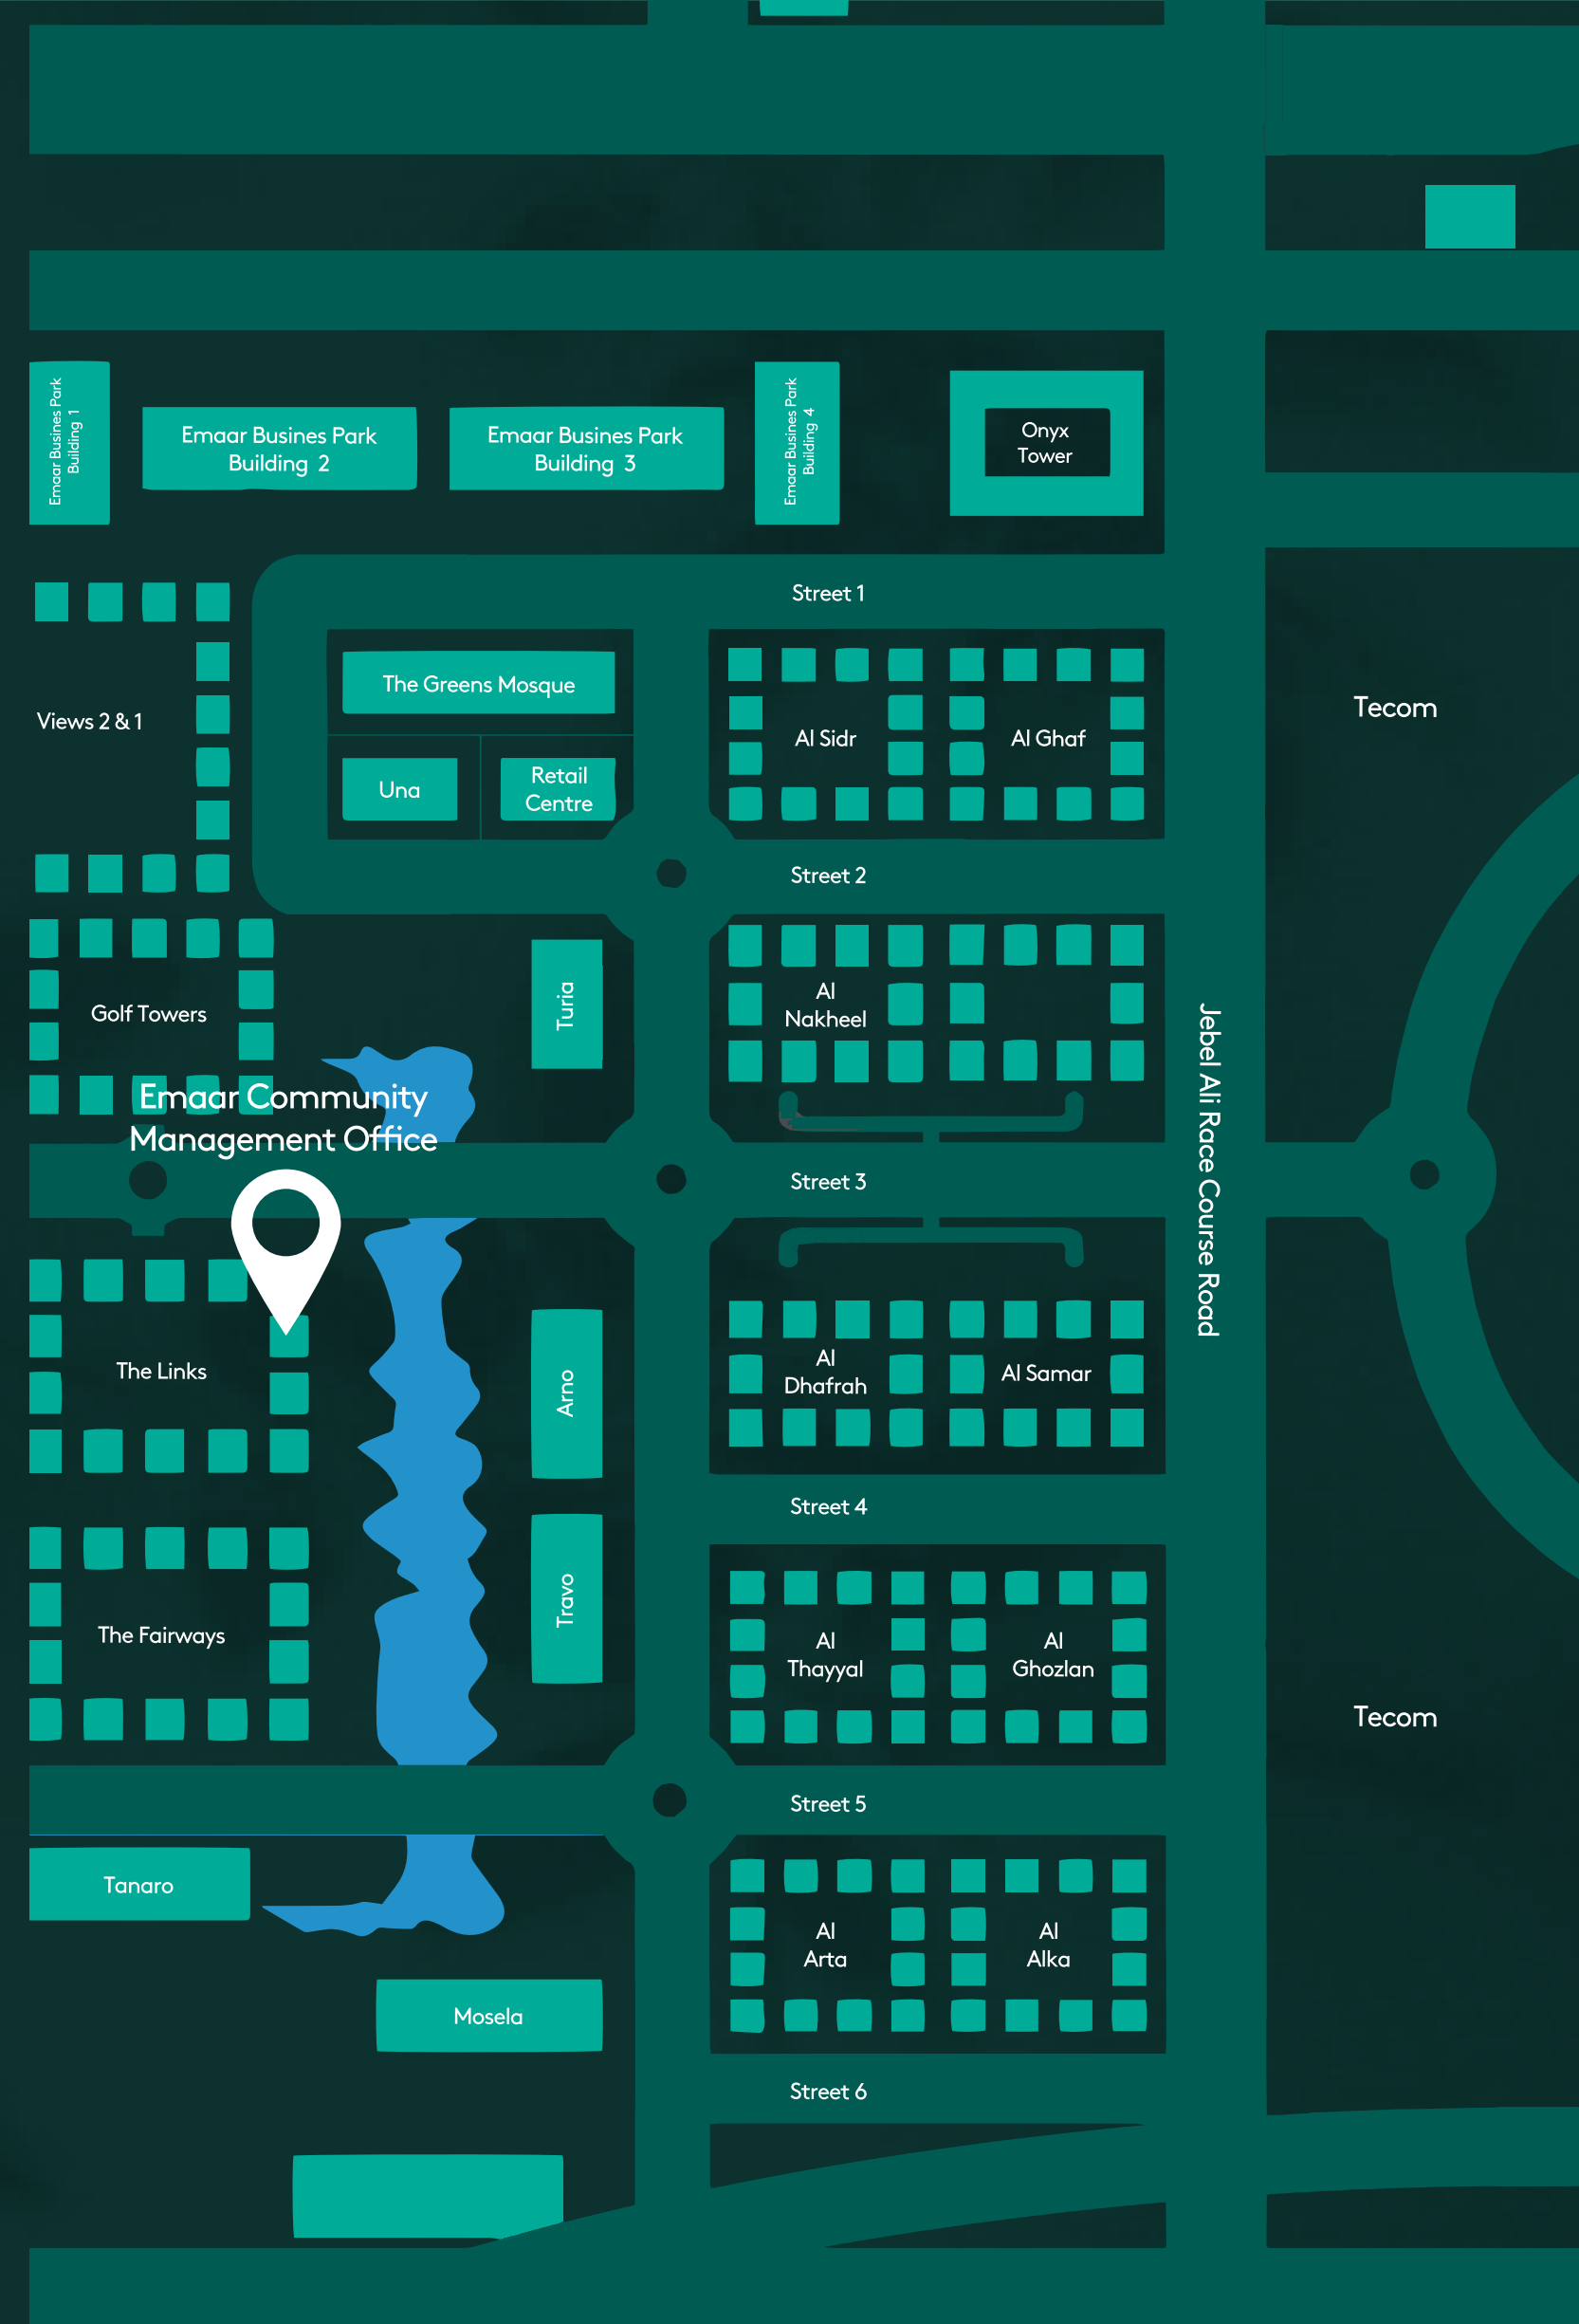 Emaar Busines Park
Building 1
Emaar Busines Park
Building 2
Emaar Busines Park
Building 3
Emaar Busines Park
Building 4
Onyx
Tower
Street 1
The Greens Mosque
Views 2 & 1
Una
Retail
Centre
Al Sidr
Al Ghaf
Tecom
Street 2
Golf Towers
Turia
Al
Nakheel
Emaar Community
Management Office
Street 3
Jebel Ali Race Course Road
The Links
Arno
Al
Dhafrah
Al Samar
Street 4
The Fairways
Travo
Al
Thayyal
Al
Ghozlan
Tecom
Street 5
Tanaro
Al
Arta
Al
Alka
Mosela
Street 6